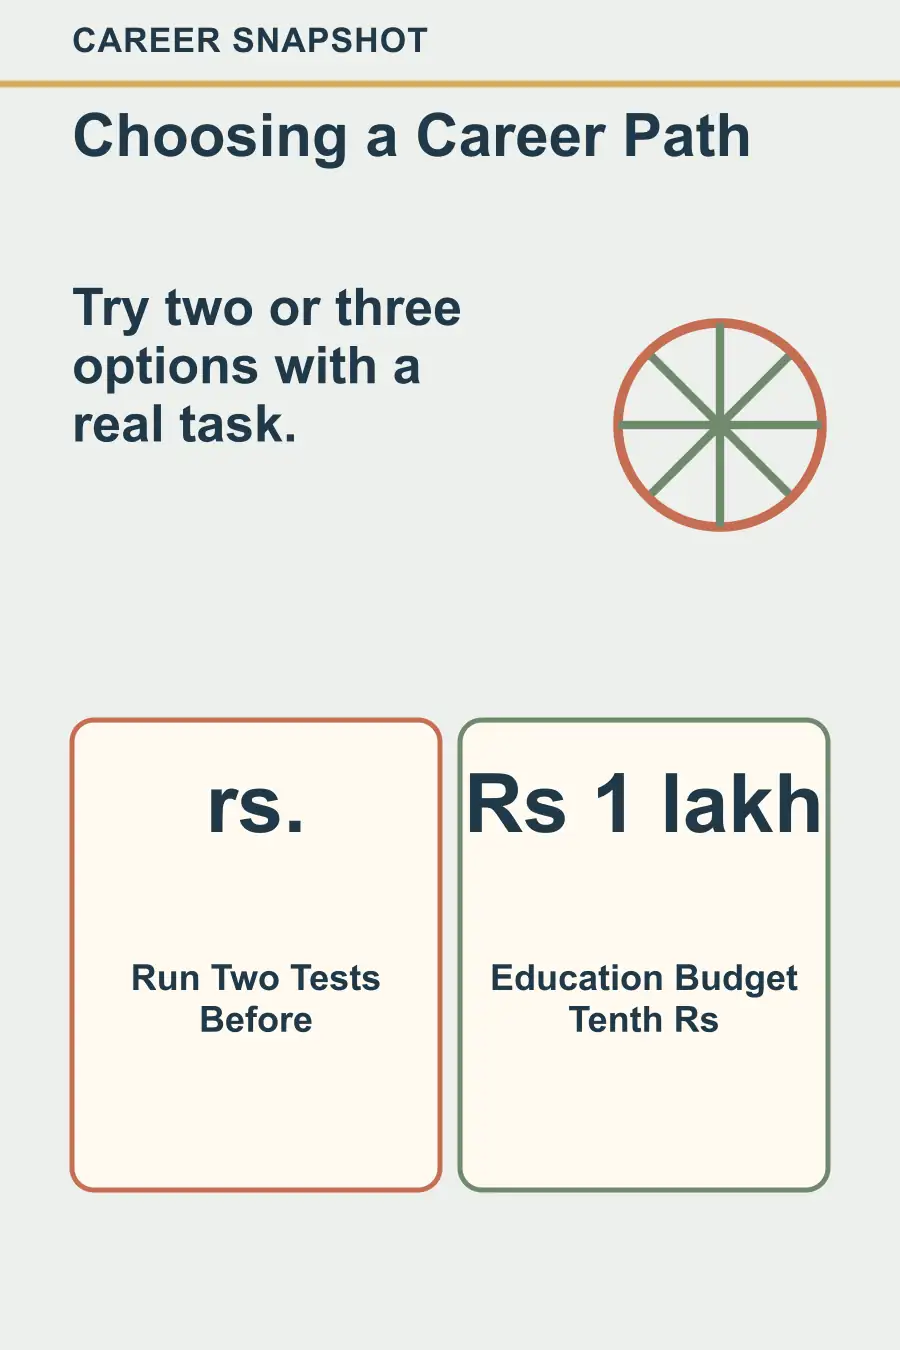 CAREER SNAPSHOT
Choosing a Career Path
Try two or three
options with a
real task.
rs.
Run Two Tests
Before
Rs 1 lakh
Education Budget
Tenth Rs